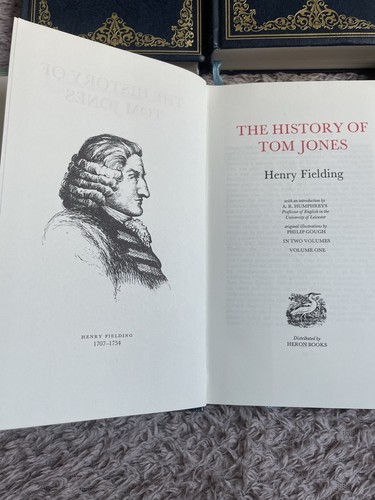 HENRY FIELDING
1707-1754
THE HISTORY OF
TOM JONES
Henry Fielding
with an introduction by
A. R. HUMPHREYS
Professor of English in the
University of Leicester
original illustrations by
PHILIP GOUGH
IN TWO VOLUMES
VOLUME ONE
Distributed by
HERON BOOKS